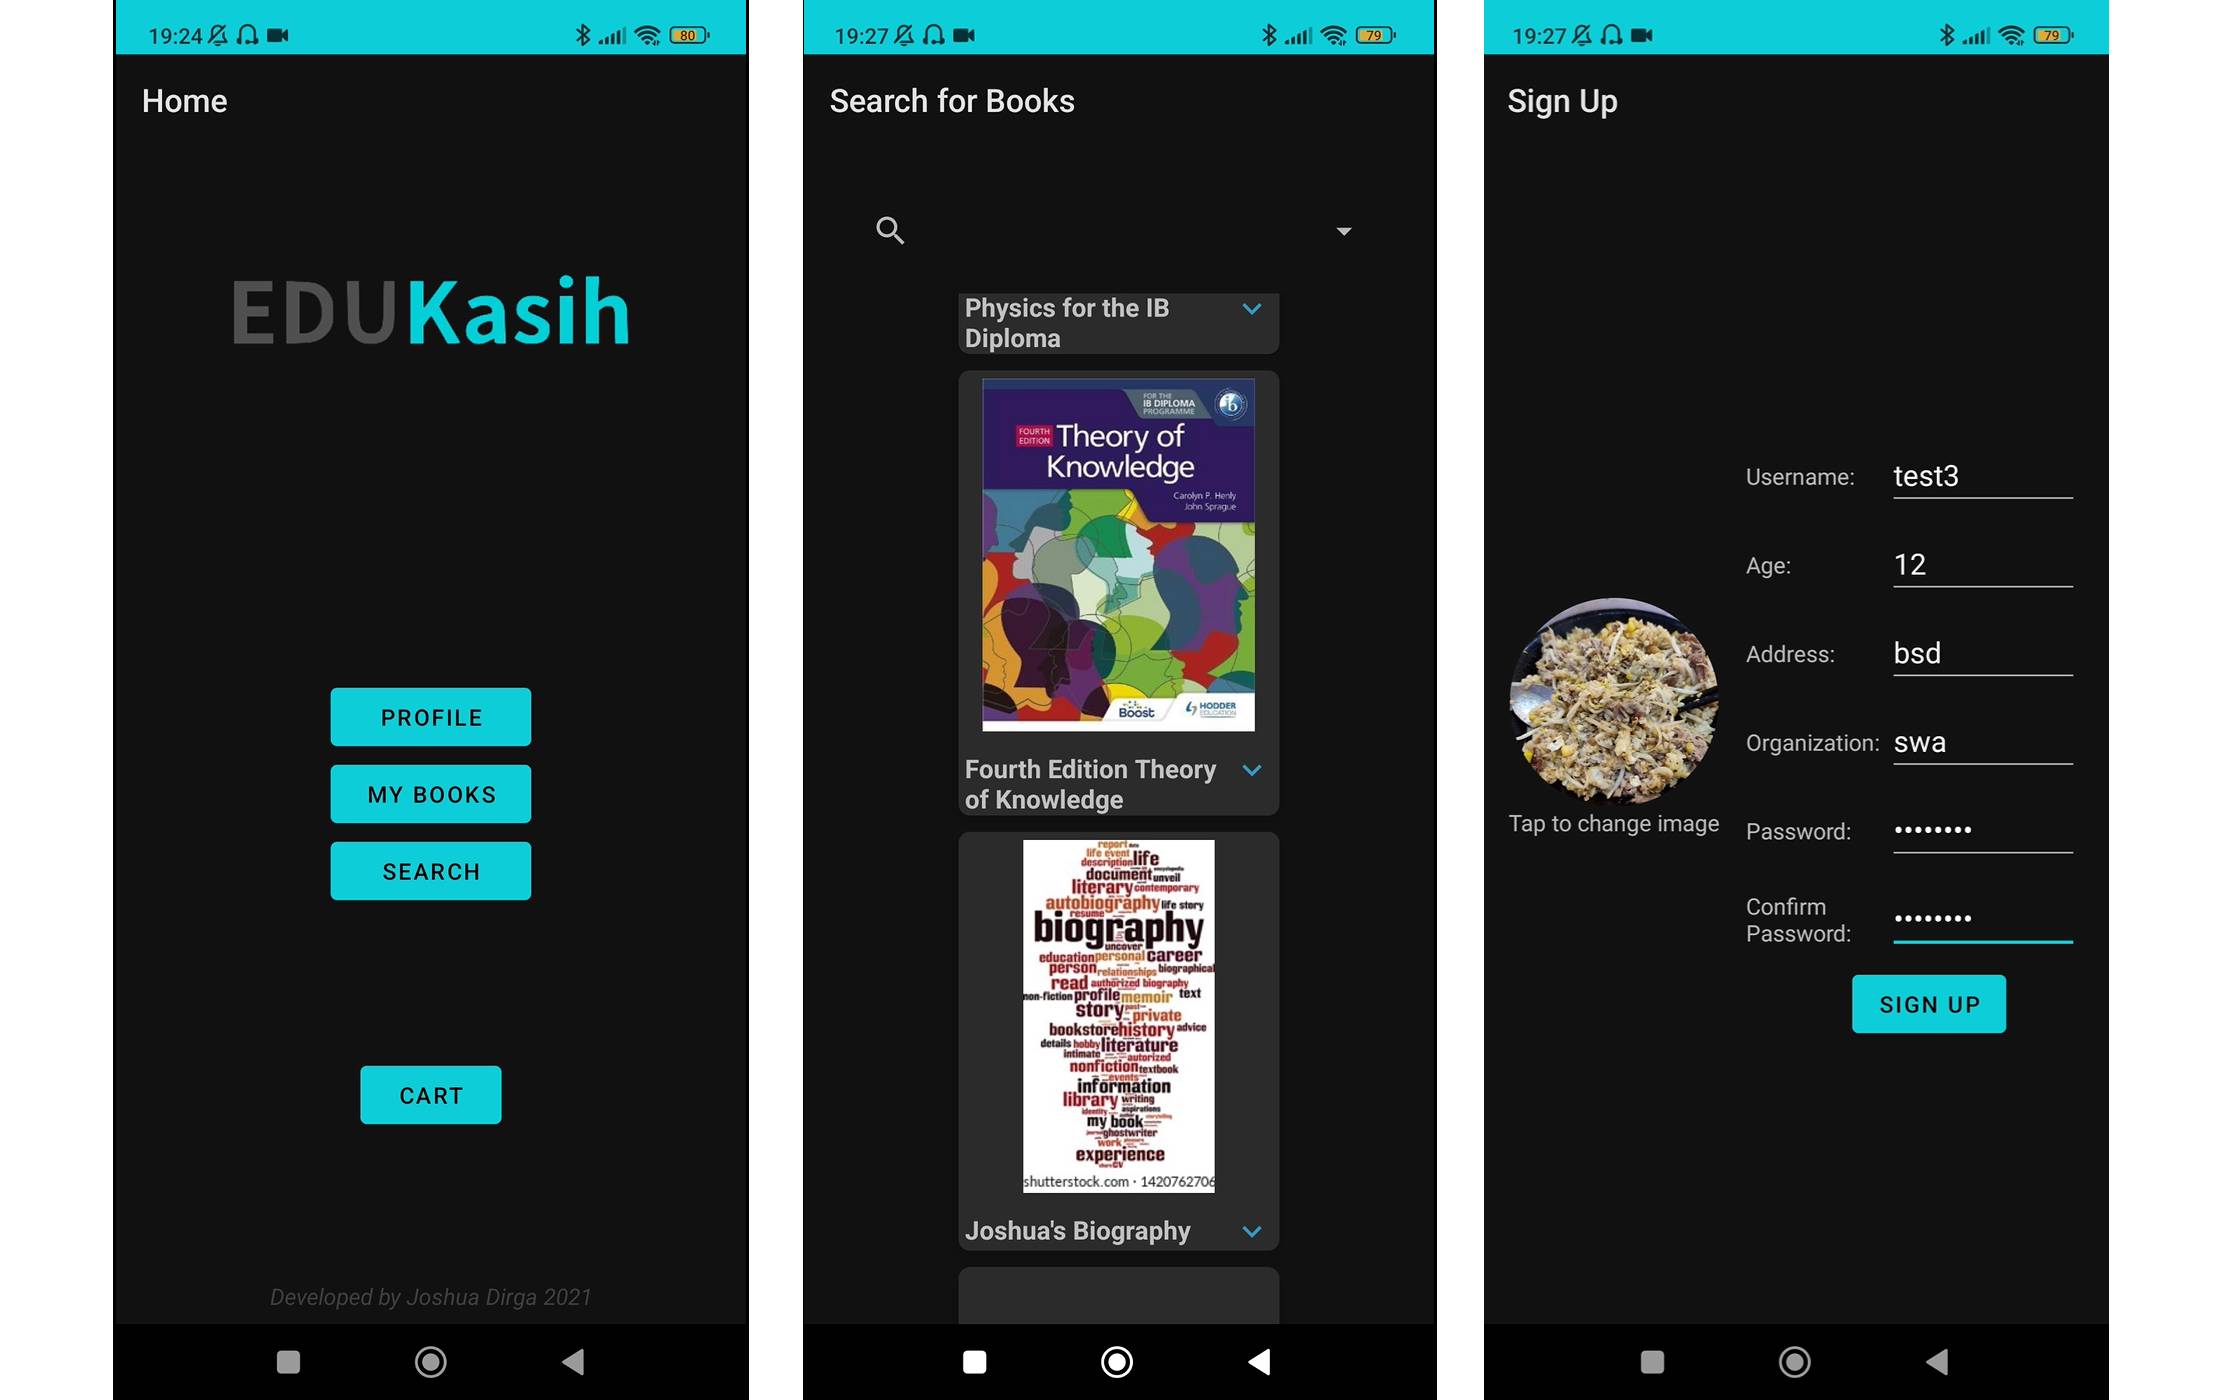 19:24
80
Home
EDUKasih
PROFILE
MY BOOKS
SEARCH
CART
Developed by Joshua Dirga 2021
19:27
79
Search for Books
Physics for the IB
Diploma
FOR THE
IB DIPLOMA
PROGRAMME
ib
FOURTH
EDITION
Theory of
Knowledge
Carolyn P. Henly
John Sprague
Boost
HODDER
EDUCATION
Fourth Edition Theory
of Knowledge
report
life event
description life
document unveil
literary contemporary
autobiography life story
resume
biography
uncover
education personal career
person relationships biographical
read authorized biography
non-fiction profile memoir text
story private
bookstore history advice
details hobby literature
intimate autorized
nonfiction textbook
events
information
library writing
identity aspirations
my book
ghostwriter
work
experience
CV
shutterstock.com · 1420762706
Joshua's Biography
19:27
79
Sign Up
Username: test3
Age: 12
Address: bsd
Organization: swa
Tap to change image
Password: ••••••••
Confirm
Password: ••••••••
SIGN UP